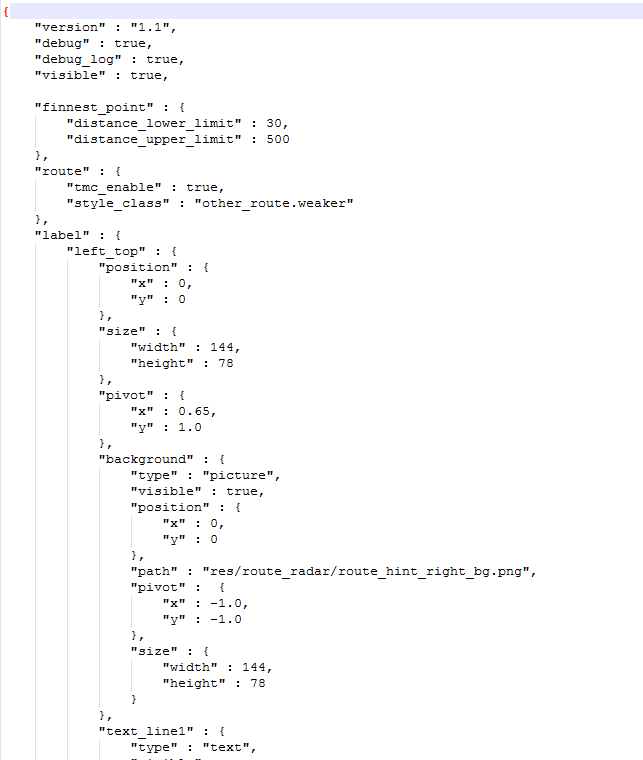 {
    "version" : "1.1",
    "debug" : true,
    "debug_log" : true,
    "visible" : true,

    "finnest_point" : {
        "distance_lower_limit" : 30,
        "distance_upper_limit" : 500
    },
    "route" : {
        "tmc_enable" : true,
        "style_class" : "other_route.weaker"
    },
    "label" : {
        "left_top" : {
            "position" : {
                "x" : 0,
                "y" : 0
            },
            "size" : {
                "width" : 144,
                "height" : 78
            },
            "pivot" : {
                "x" : 0.65,
                "y" : 1.0
            },
            "background" : {
                "type" : "picture",
                "visible" : true,
                "position" : {
                    "x" : 0,
                    "y" : 0
                },
                "path" : "res/route_radar/route_hint_right_bg.png",
                "pivot" :  {
                    "x" : -1.0,
                    "y" : -1.0
                },
                "size" : {
                    "width" : 144,
                    "height" : 78
                }
            },
            "text_line1" : {
                "type" : "text",